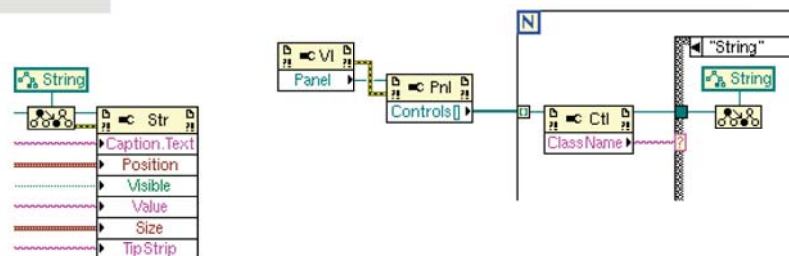 String
Str
Caption.Text
Position
Visible
Value
Size
TipStrip
VI
Panel
Pnl
Controls[]
N
Ctl
ClassName
?
"String"
String